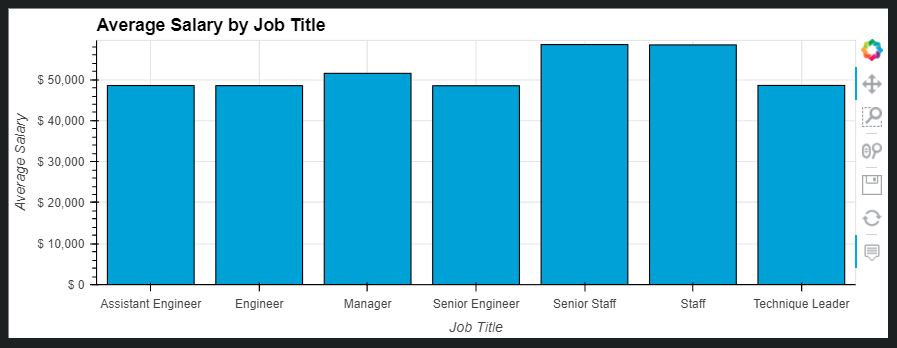 Average Salary by Job Title
Average Salary
$ 50,000
$ 40,000
$ 30,000
$ 20,000
$ 10,000
$ 0
Assistant Engineer
Engineer
Manager
Senior Engineer
Senior Staff
Staff
Technique Leader
Job Title